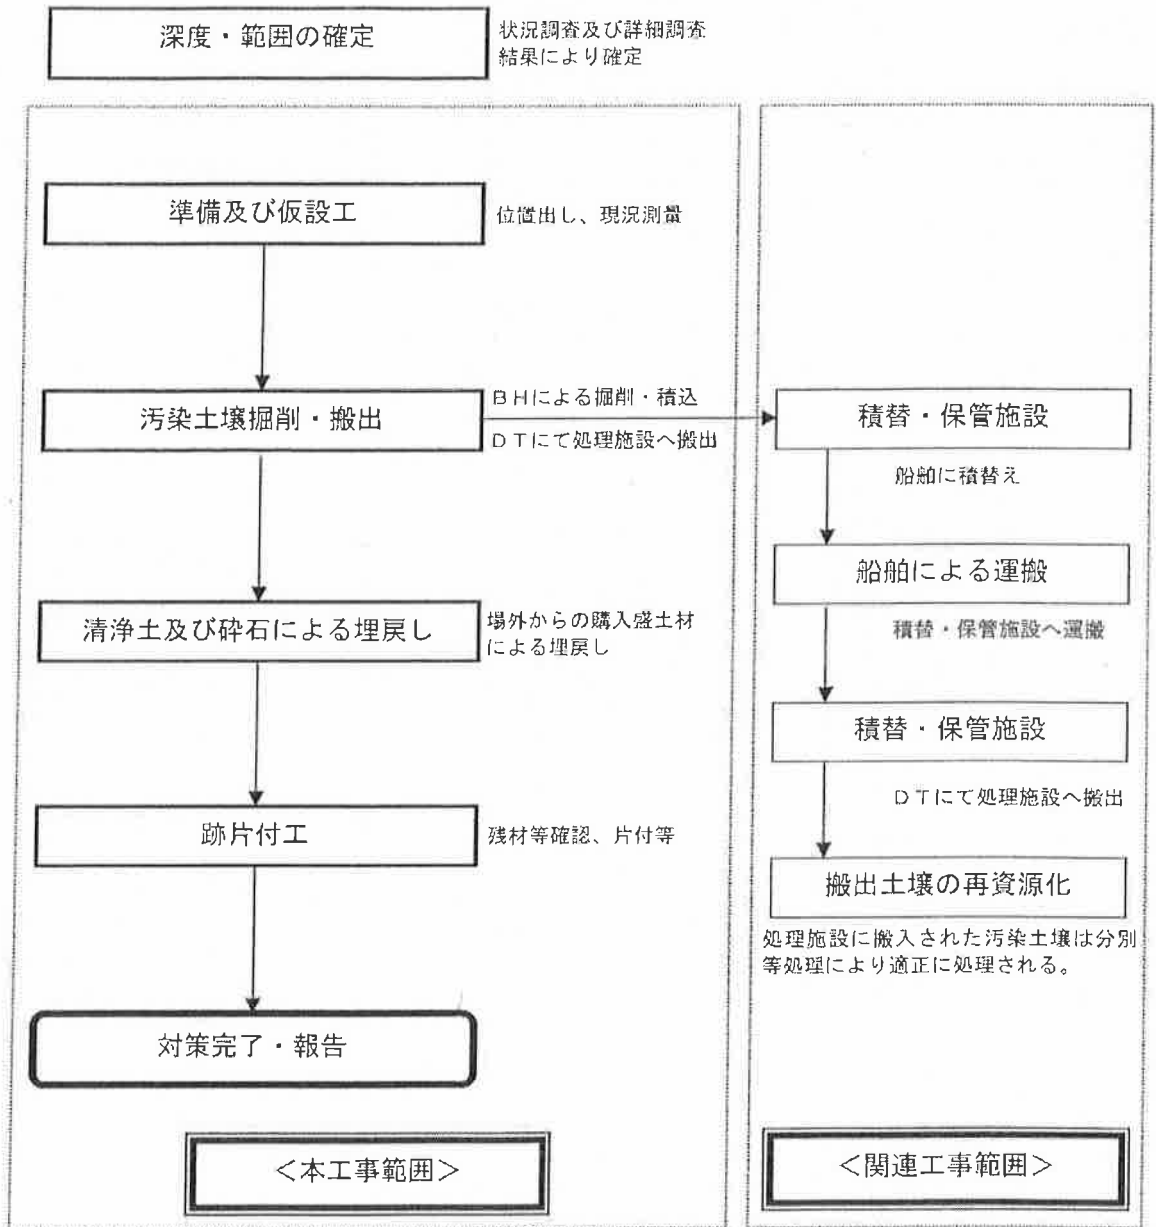 深度・範囲の確定
状況調査及び詳細調査
結果により確定
準備及び仮設工
位置出し、現況測量
汚染土壌掘削・搬出
ＢＨによる掘削・積込
ＤＴにて処理施設へ搬出
清浄土及び砕石による埋戻し
場外からの購入盛土材
による埋戻し
跡片付工
残材等確認、片付等
対策完了・報告
＜本工事範囲＞
積替・保管施設
船舶に積替え
船舶による運搬
積替・保管施設へ運搬
積替・保管施設
ＤＴにて処理施設へ搬出
搬出土壌の再資源化
処理施設に搬入された汚染土壌は分別
等処理により適正に処理される。
＜関連工事範囲＞